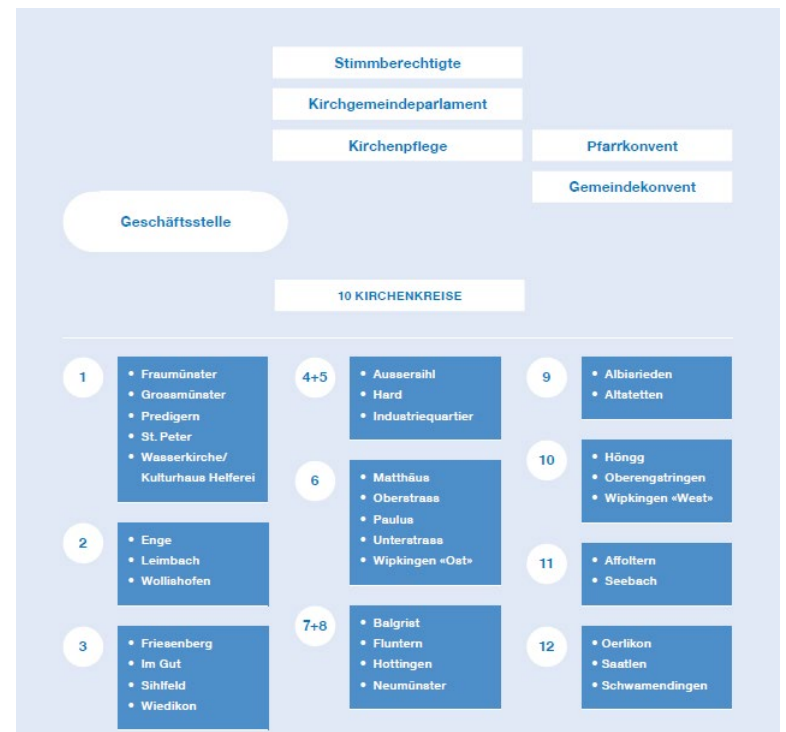 Stimmberechtigte
Kirchgemeindeparlament
Kirchenpflege
Pfarrkonvent
Gemeindekonvent
Geschäftsstelle
10 KIRCHENKREISE
1
• Fraumünster
• Grossmünster
• Predigern
• St. Peter
• Wasserkirche/
Kulturhaus Helferei
2
• Enge
• Leimbach
• Wollishofen
3
• Friesenberg
• Im Gut
• Sihlfeld
• Wiedikon
4+5
• Aussersihl
• Hard
• Industriequartier
6
• Matthäus
• Oberstrass
• Paulus
• Unterstrass
• Wipkingen «Ost»
7+8
• Balgrist
• Fluntern
• Hottingen
• Neumünster
9
• Albisrieden
• Altstetten
10
• Höngg
• Oberengstringen
• Wipkingen «West»
11
• Affoltern
• Seebach
12
• Oerlikon
• Saatlen
• Schwamendingen